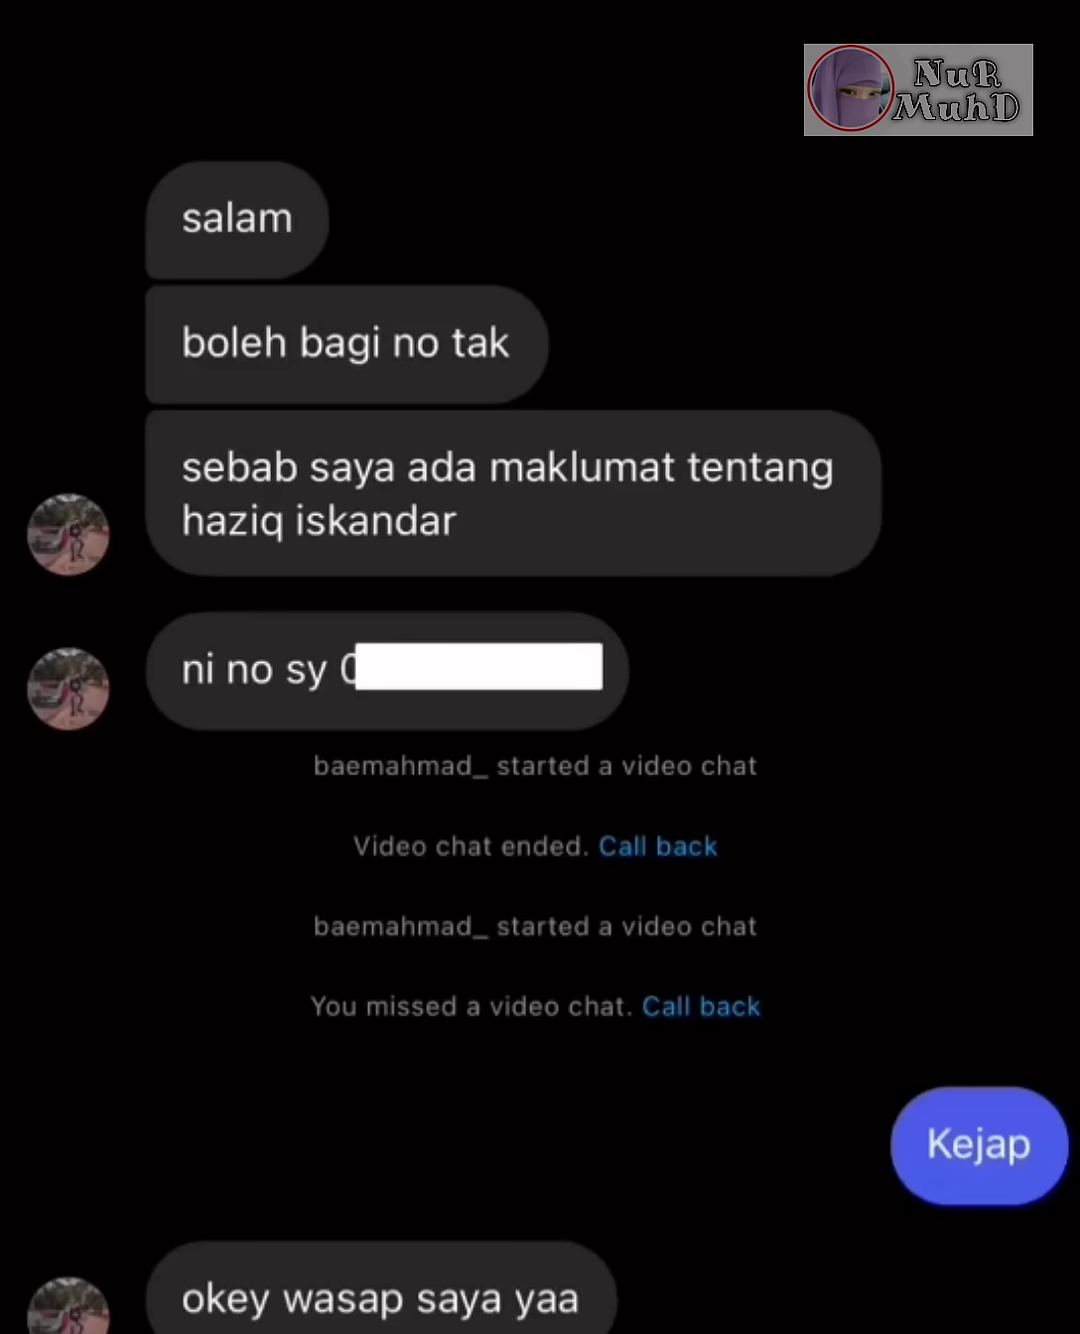 NuR
MuhD
salam
boleh bagi no tak
sebab saya ada maklumat tentang
haziq iskandar
ni no sy 0
baemahmad_ started a video chat
Video chat ended. Call back
baemahmad_ started a video chat
You missed a video chat. Call back
Kejap
okey wasap saya yaa